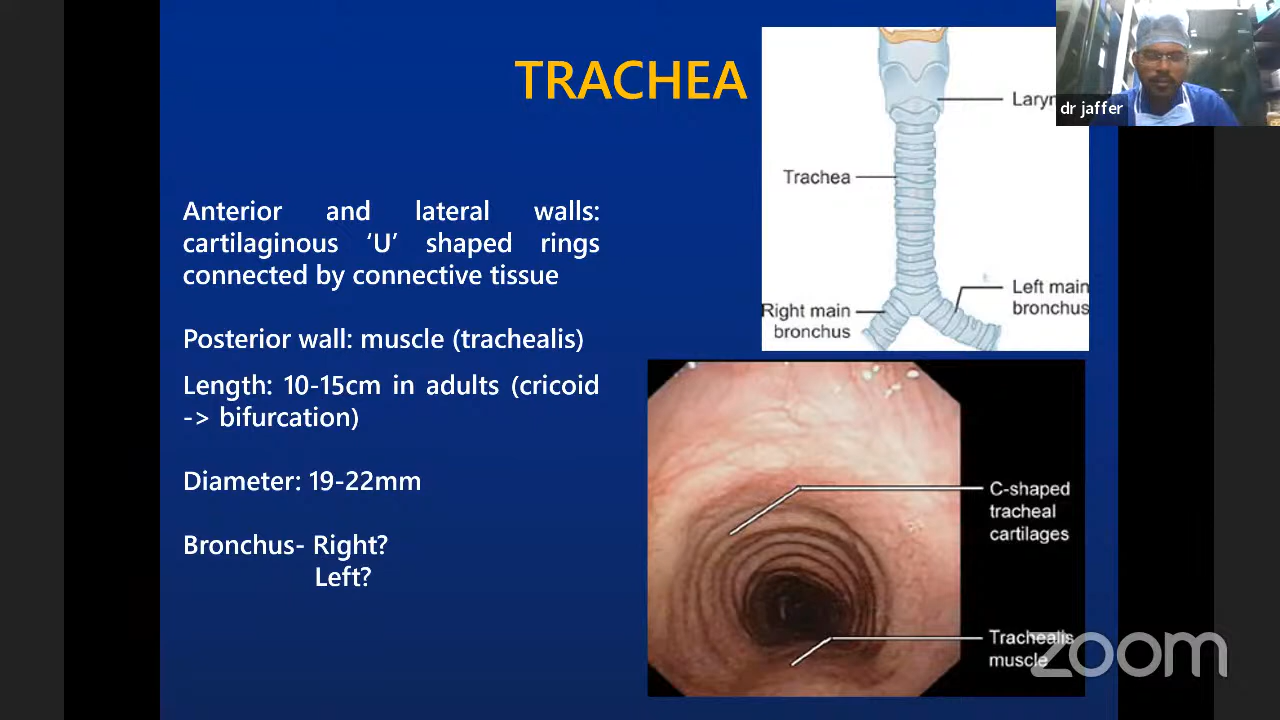 TRACHEA
dr jaffer
Anterior and lateral walls:
cartilaginous ‘U’ shaped rings
connected by connective tissue
Posterior wall: muscle (trachealis)
Length: 10-15cm in adults (cricoid
-> bifurcation)
Diameter: 19-22mm
Bronchus- Right?
Left?
Trachea
Left main
bronchus
Right main
bronchus
C-shaped
tracheal
cartilages
Trachealis
muscle
zoom